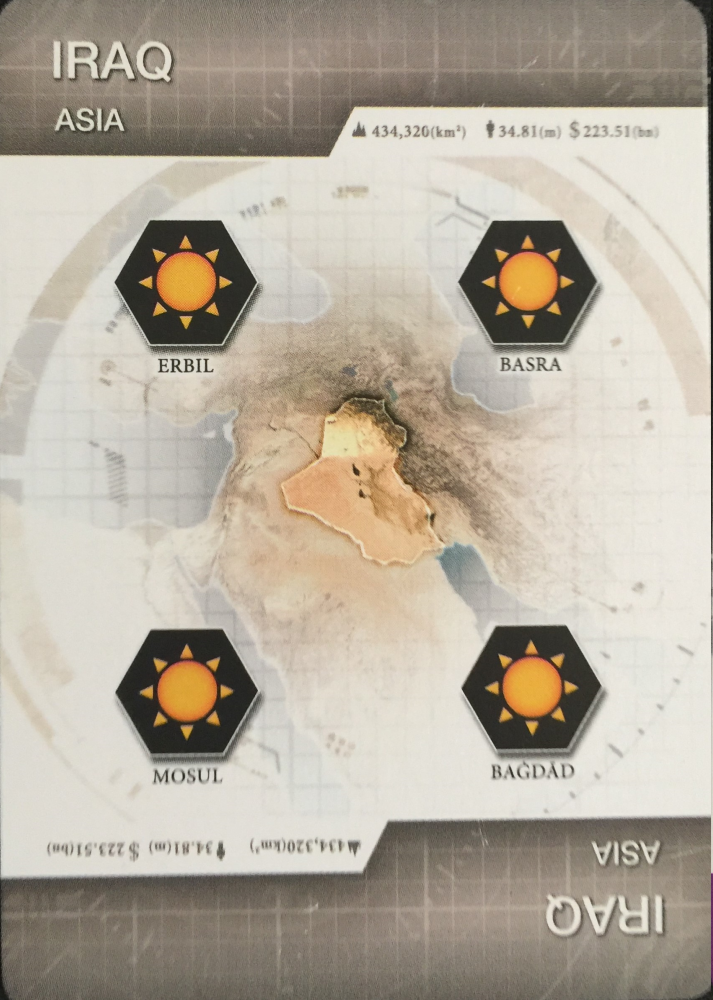 IRAQ
ASIA
434,320(km²) 34.81(m) $ 223.51(bn)
ERBIL
BASRA
MOSUL
BAĠDĀD
434,320(km²) 34.81(m) $ 223.51(bn)
ASIA
IRAQ